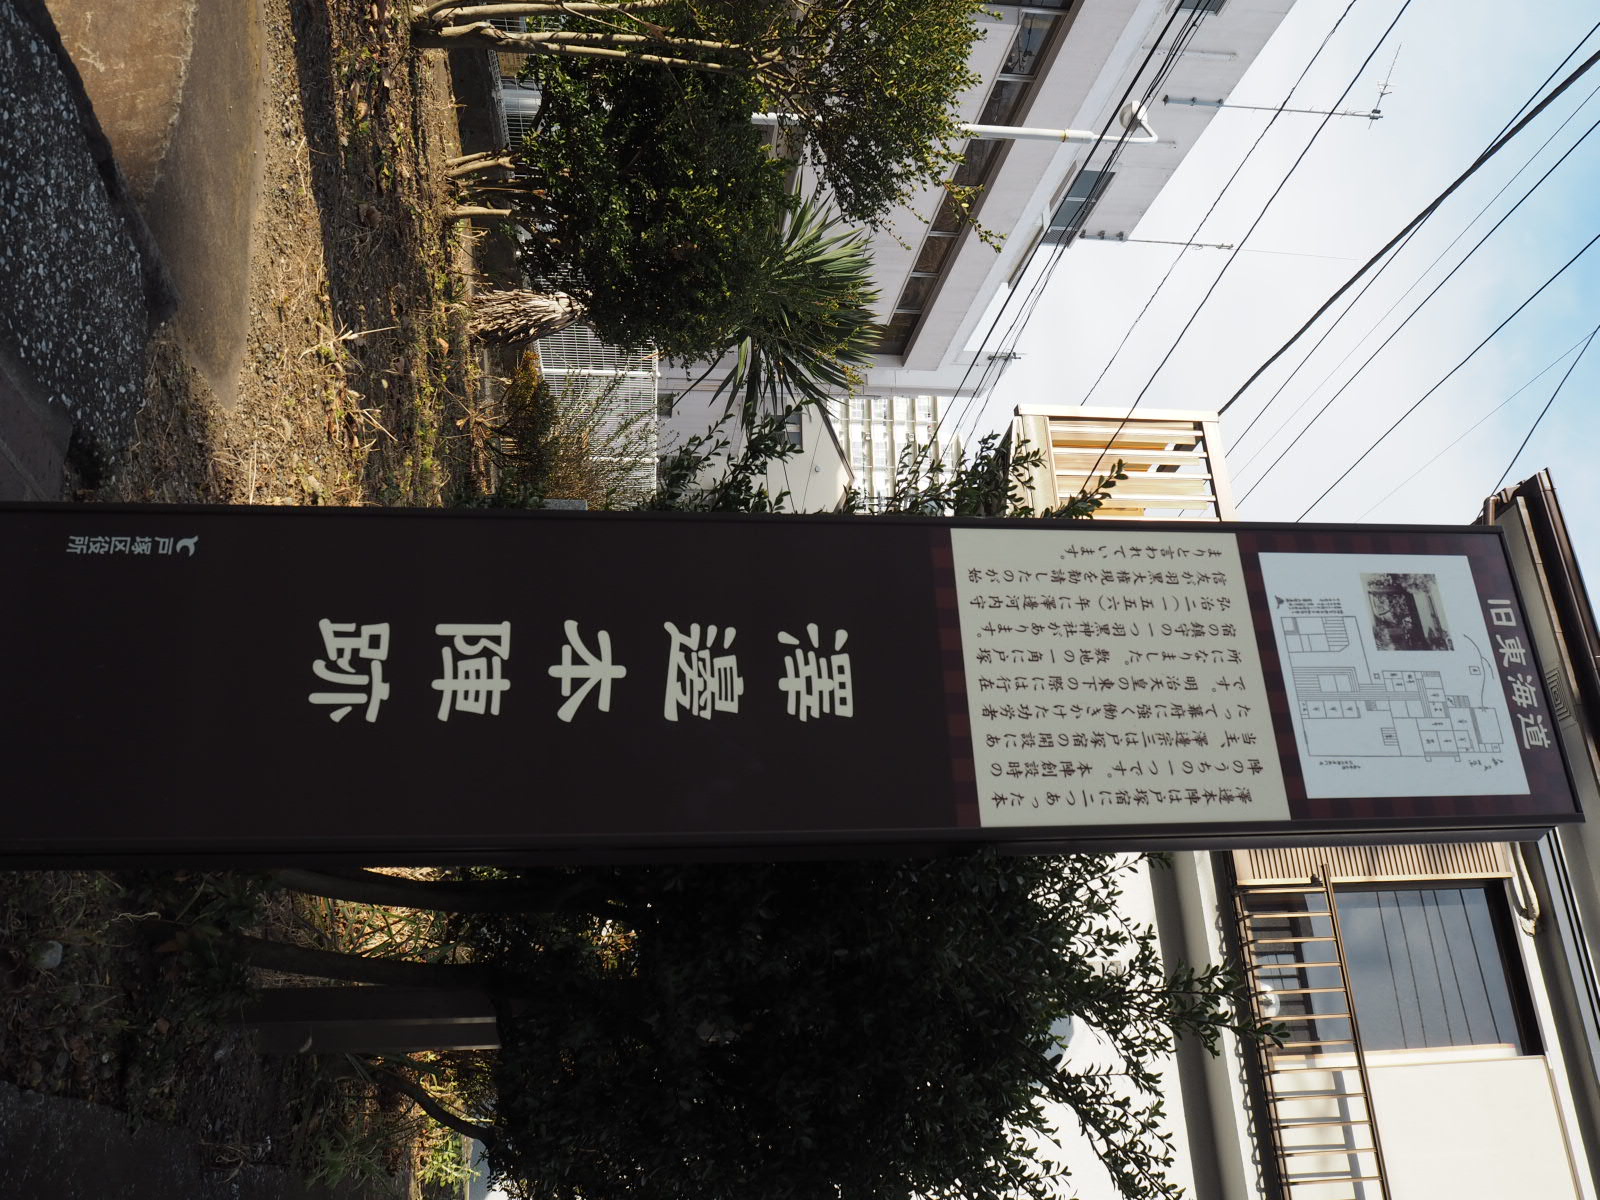 旧東海道
澤邊本陣は戸塚宿に二つあった本
陣のうちの一つです。本陣創設時の
当主、澤邊宗三は戸塚宿の開設にあ
たって幕府に強く働きかけた功労者
です。明治天皇の東下の際には行在
所になりました。敷地の一角に戸塚
宿の鎮守の一つ羽黒神社があります。
弘治二(一五五六)年に澤邊河内守
信友が羽黒大権現を勧請したのが始
まりと言われています。
澤邊本陣跡
戸塚区役所